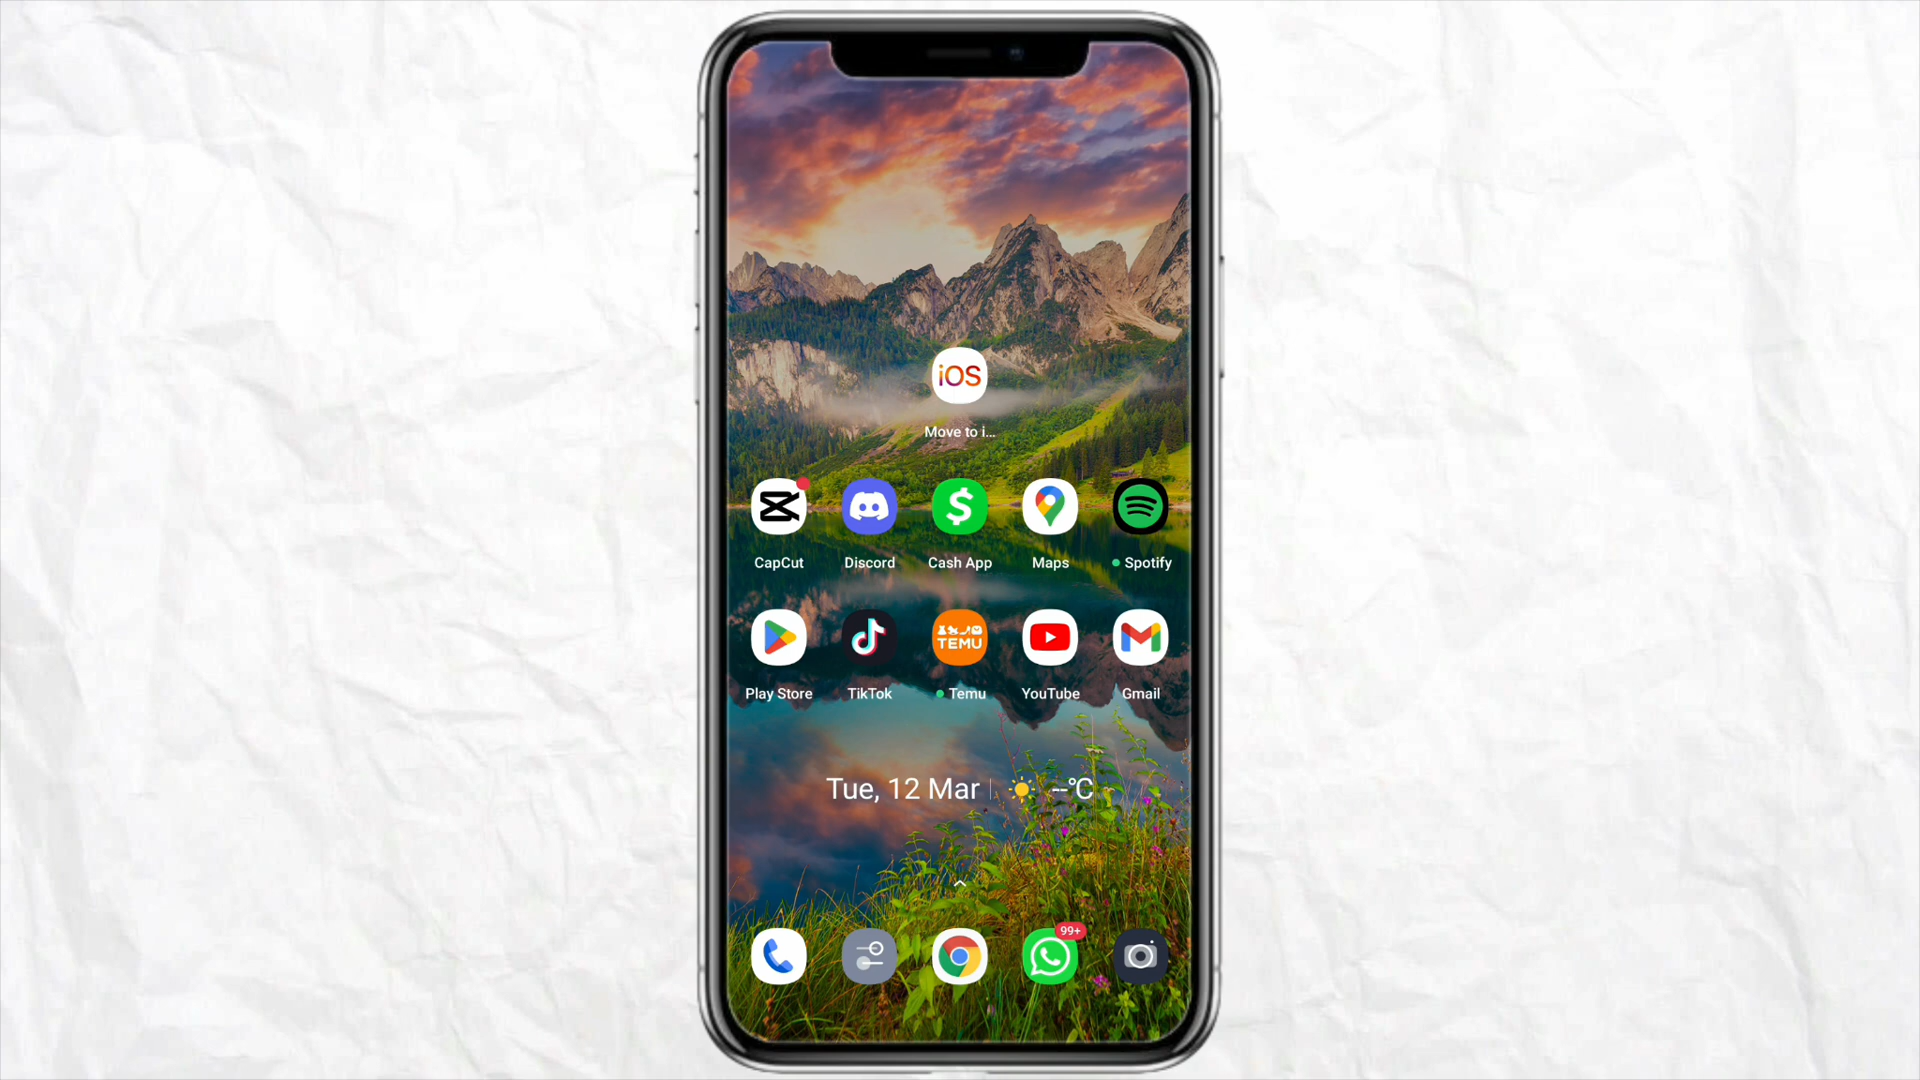 iOS
Move to i...
CapCut Discord Cash App Maps Spotify
TEMU
Play Store TikTok Temu YouTube Gmail
Tue, 12 Mar --°C
99+